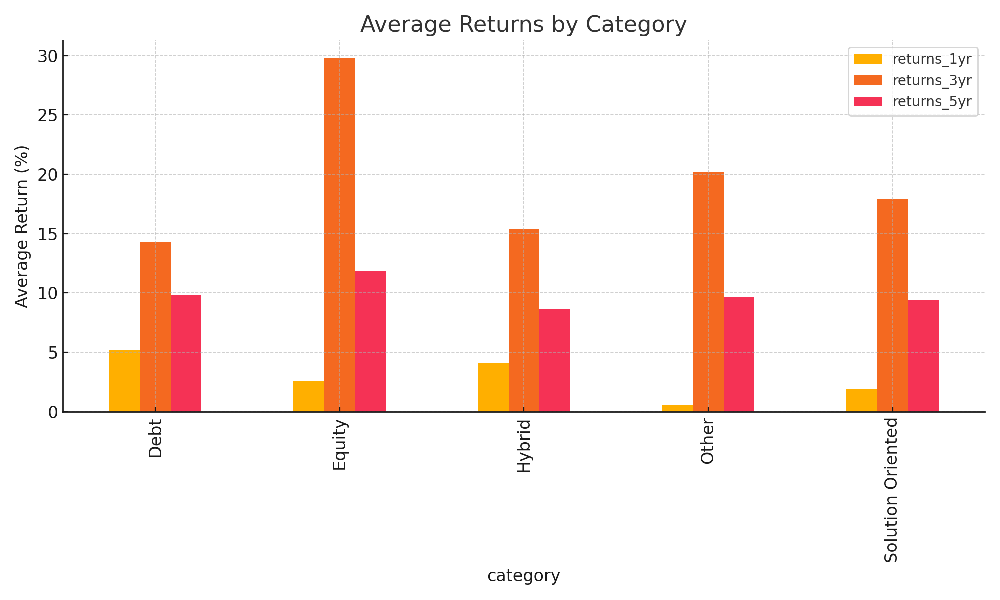 Average Returns by Category
returns_1yr
returns_3yr
returns_5yr
Average Return (%)
30
25
20
15
10
5
0
Debt
Equity
Hybrid
Other
Solution Oriented
category